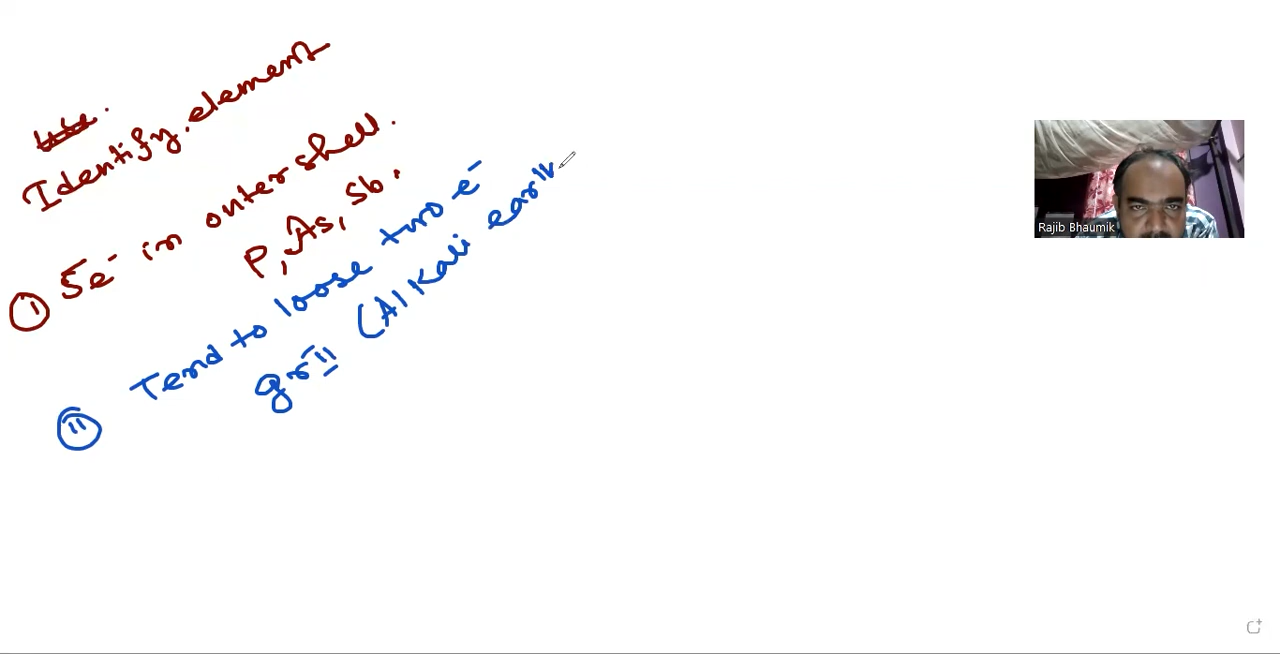 Identify element
(i) 5e⁻ in outer shell.
P, As, Sb.
(ii) Tend to loose two e⁻
gr II (Alkali earth
Rajib Bhaumik